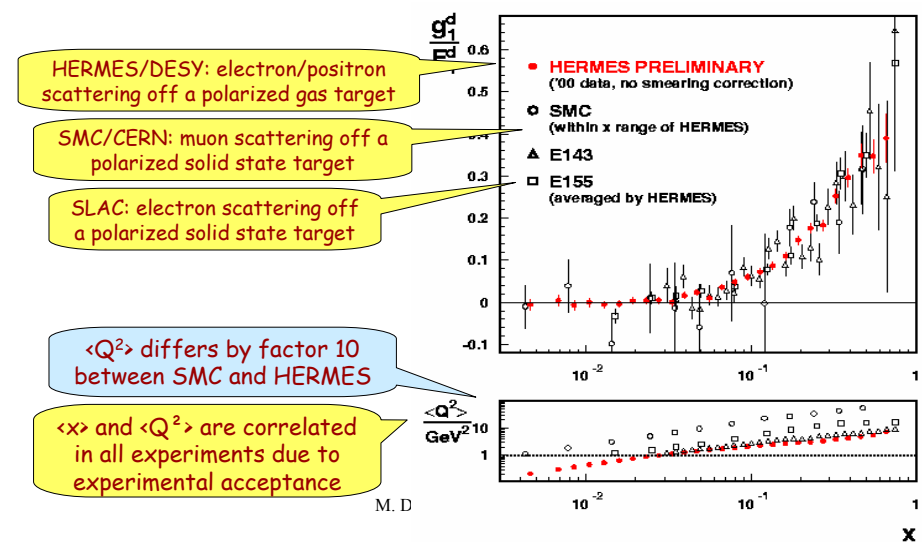 g₁ᵈ
F₁ᵈ
HERMES/DESY: electron/positron
scattering off a polarized gas target
SMC/CERN: muon scattering off a
polarized solid state target
SLAC: electron scattering off
a polarized solid state target
HERMES PRELIMINARY
('00 data, no smearing correction)
SMC
(within x range of HERMES)
E143
E155
(averaged by HERMES)
0.6
0.5
0.3
0.2
0.1
0
-0.1
10⁻²
10⁻¹
1
<Q²> differs by factor 10
between SMC and HERMES
<x> and <Q²> are correlated
in all experiments due to
experimental acceptance
<Q²>
GeV²
10
1
10⁻²
10⁻¹
1
x
M. D